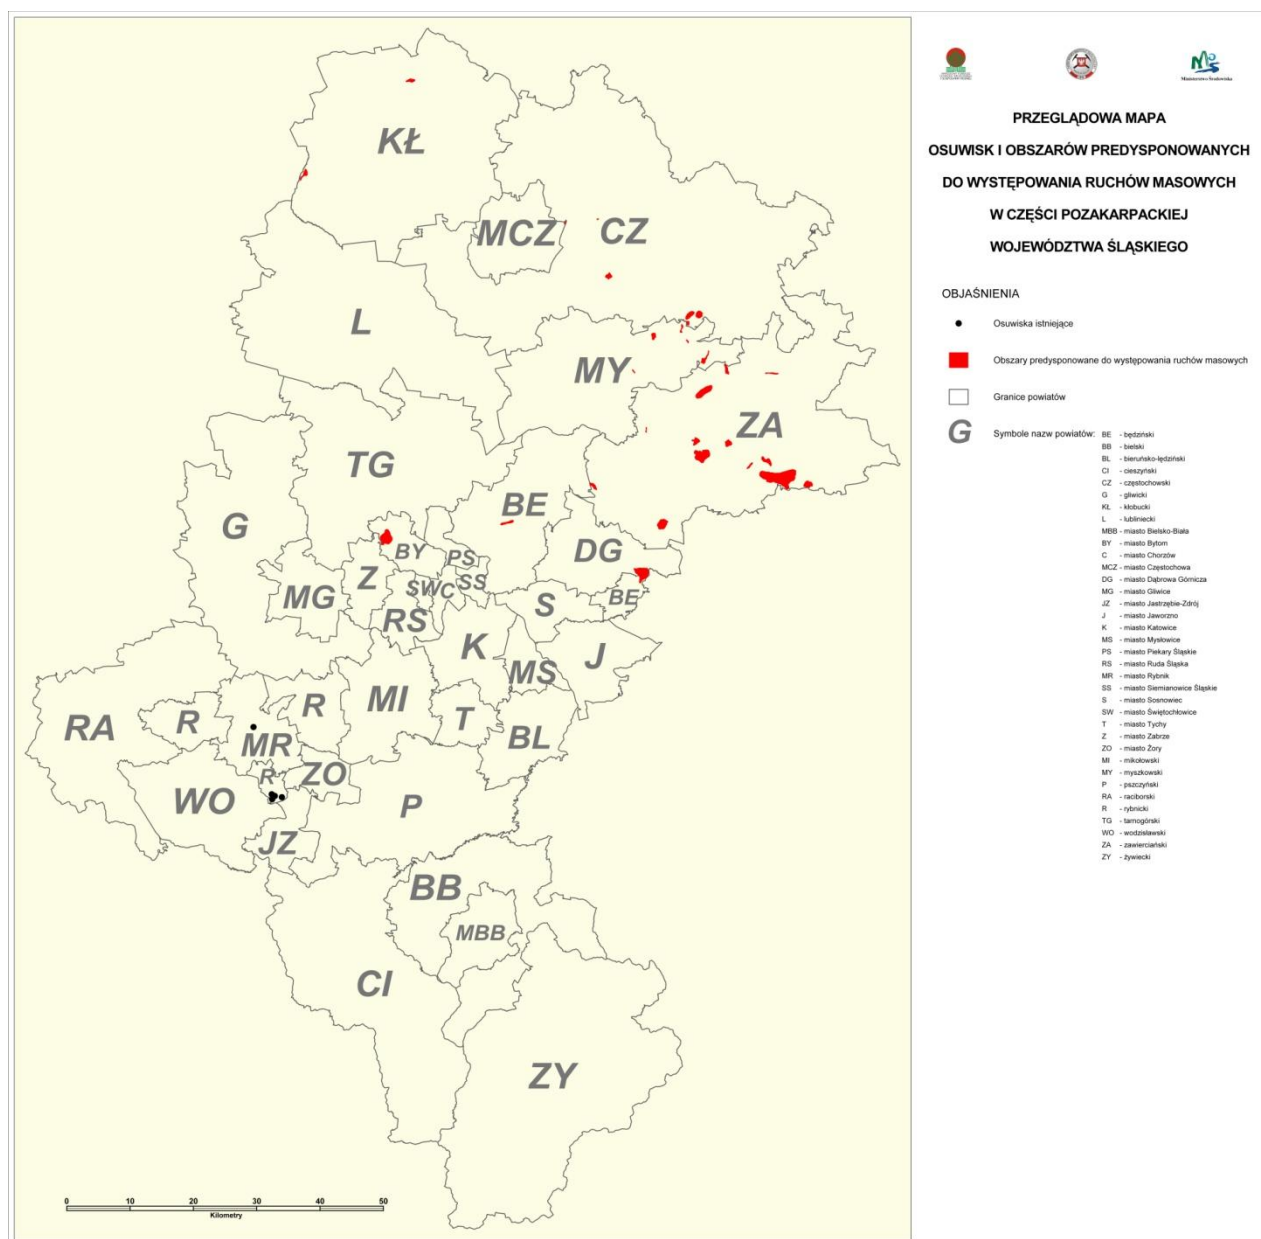 Ministerstwo Środowiska
PRZEGLĄDOWA MAPA
OSUWISK I OBSZARÓW PREDYSPONOWANYCH
DO WYSTĘPOWANIA RUCHÓW MASOWYCH
W CZĘŚCI POZAKARPACKIEJ
WOJEWÓDZTWA ŚLĄSKIEGO
OBJAŚNIENIA
Osuwiska istniejące
Obszary predysponowane do występowania ruchów masowych
Granice powiatów
G Symbole nazw powiatów:
BE - będziński
BB - bielski
BL - bieruńsko-lędziński
CI - cieszyński
CZ - częstochowski
G - gliwicki
KŁ - kłobucki
L - lubliniecki
MBB - miasto Bielsko-Biała
BY - miasto Bytom
C - miasto Chorzów
MCZ - miasto Częstochowa
DG - miasto Dąbrowa Górnicza
MG - miasto Gliwice
JZ - miasto Jastrzębie-Zdrój
J - miasto Jaworzno
K - miasto Katowice
MS - miasto Mysłowice
PS - miasto Piekary Śląskie
RS - miasto Ruda Śląska
MR - miasto Rybnik
SS - miasto Siemianowice Śląskie
S - miasto Sosnowiec
SW - miasto Świętochłowice
T - miasto Tychy
Z - miasto Zabrze
ZO - miasto Żory
MI - mikołowski
MY - myszkowski
P - pszczyński
RA - raciborski
R - rybnicki
TG - tarnogórski
WO - wodzisławski
ZA - zawierciański
ZY - żywiecki
KŁ
MCZ
CZ
L
MY
ZA
TG
BE
G
BY
PS
DG
Z
SW
C
SS
MG
RS
S
BE
K
MS
J
MI
R
R
RA
T
BL
MR
ZO
R
WO
P
JZ
BB
MBB
CI
ZY
0 10 20 30 40 50
Kilometry